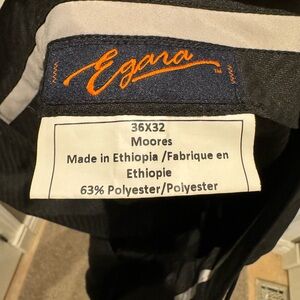 Egara
TM
36X32
Moores
Made in Ethiopia /Fabrique en
Ethiopie
63% Polyester/Polyester